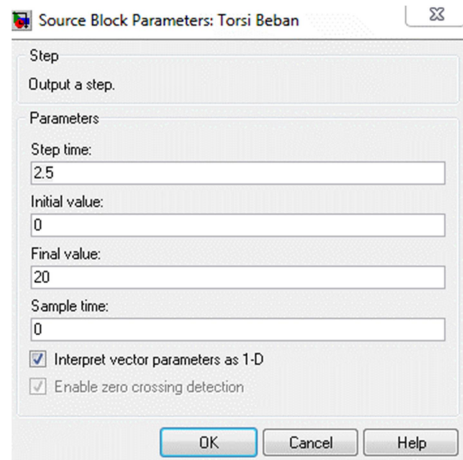 Source Block Parameters: Torsi Beban
Step
Output a step.
Parameters
Step time:
2.5
Initial value:
0
Final value:
20
Sample time:
0
Interpret vector parameters as 1-D
Enable zero crossing detection
OK Cancel Help